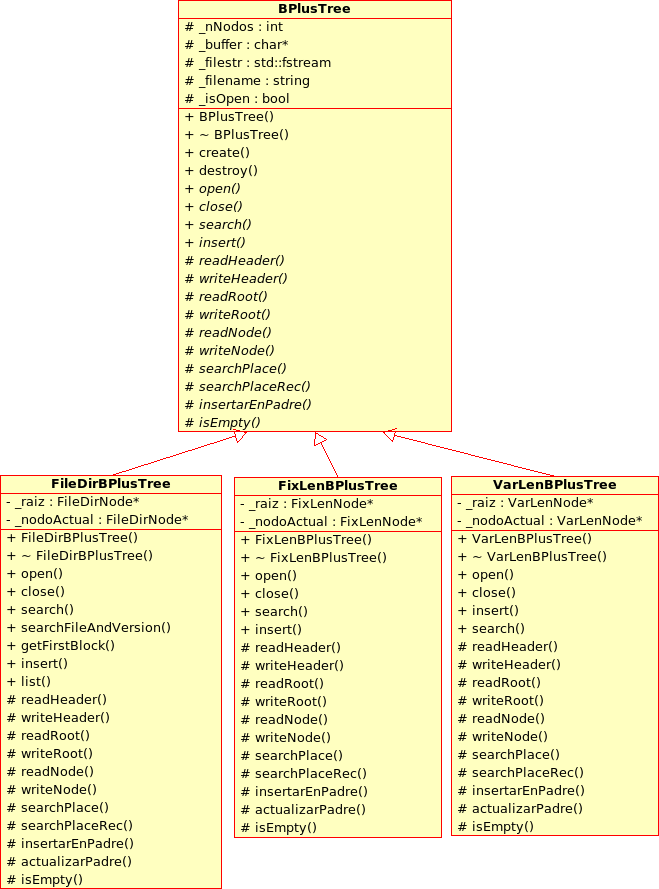 BPlusTree
# _nNodos : int
# _buffer : char*
# _filestr : std::fstream
# _filename : string
# _isOpen : bool
+ BPlusTree()
+ ~ BPlusTree()
+ create()
+ destroy()
+ open()
+ close()
+ search()
+ insert()
# readHeader()
# writeHeader()
# readRoot()
# writeRoot()
# readNode()
# writeNode()
# searchPlace()
# searchPlaceRec()
# insertarEnPadre()
# isEmpty()
FileDirBPlusTree
- _raiz : FileDirNode*
- _nodoActual : FileDirNode*
+ FileDirBPlusTree()
+ ~ FileDirBPlusTree()
+ open()
+ close()
+ search()
+ searchFileAndVersion()
+ getFirstBlock()
+ insert()
+ list()
# readHeader()
# writeHeader()
# readRoot()
# writeRoot()
# readNode()
# writeNode()
# searchPlace()
# searchPlaceRec()
# insertarEnPadre()
# actualizarPadre()
# isEmpty()
FixLenBPlusTree
- _raiz : FixLenNode*
- _nodoActual : FixLenNode*
+ FixLenBPlusTree()
+ ~ FixLenBPlusTree()
+ open()
+ close()
+ search()
+ insert()
# readHeader()
# writeHeader()
# readRoot()
# writeRoot()
# readNode()
# writeNode()
# searchPlace()
# searchPlaceRec()
# insertarEnPadre()
# actualizarPadre()
# isEmpty()
VarLenBPlusTree
- _raiz : VarLenNode*
- _nodoActual : VarLenNode*
+ VarLenBPlusTree()
+ ~ VarLenBPlusTree()
+ open()
+ close()
+ insert()
+ search()
# readHeader()
# writeHeader()
# readRoot()
# writeRoot()
# readNode()
# writeNode()
# searchPlace()
# searchPlaceRec()
# insertarEnPadre()
# actualizarPadre()
# isEmpty()